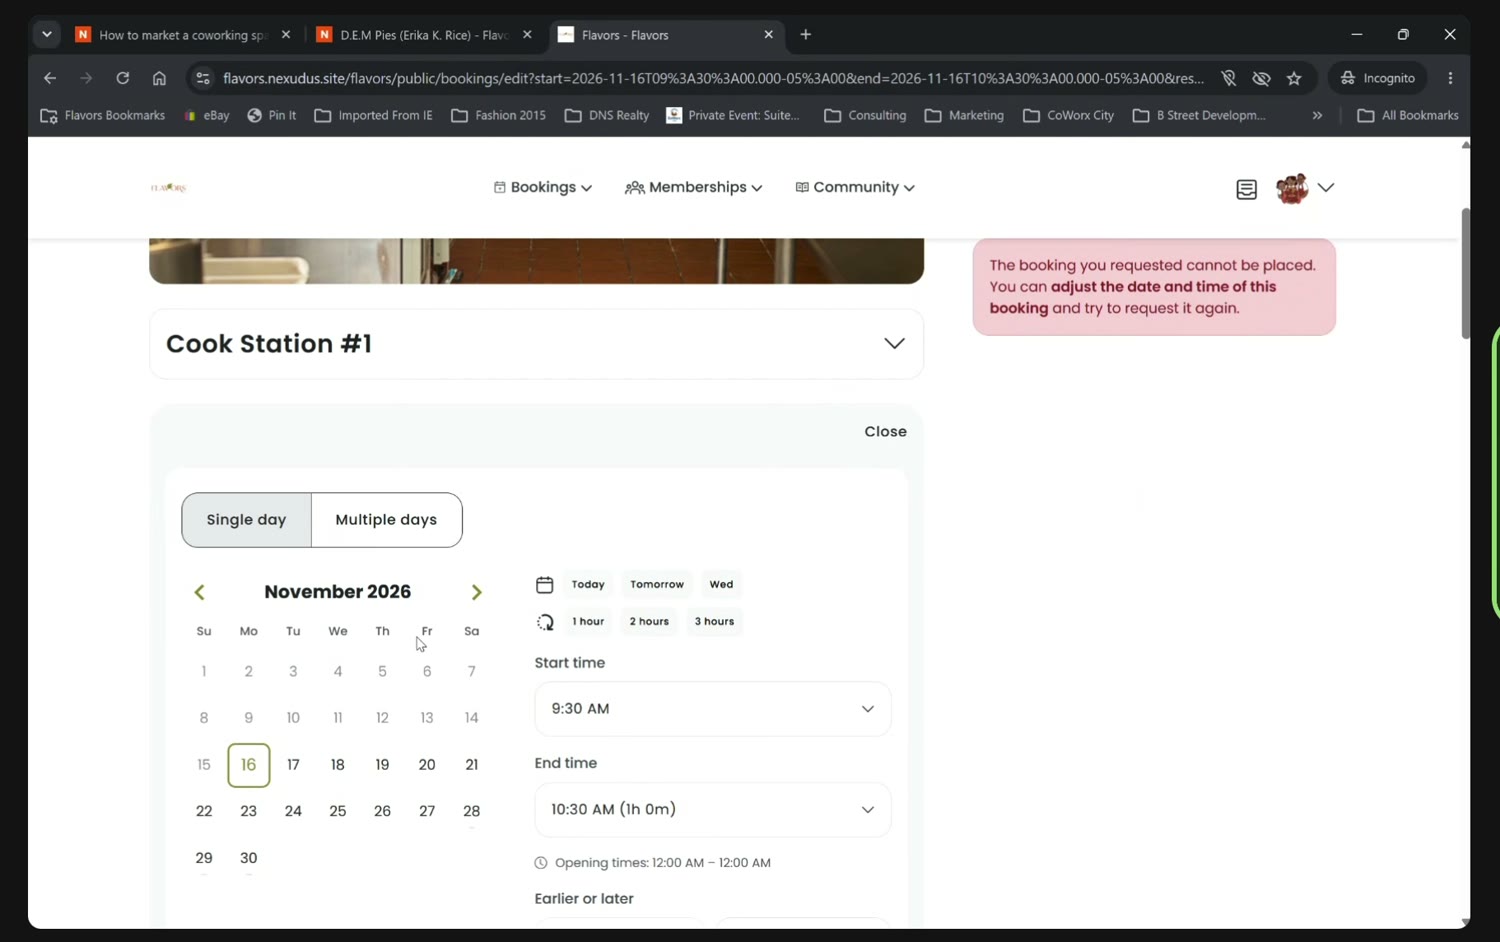 How to market a coworking spa
D.E.M Pies (Erika K. Rice) - Flavo
Flavors - Flavors
flavors.nexudus.site/flavors/public/bookings/edit?start=2026-11-16T09%3A30%3A00.000-05%3A00&end=2026-11-16T10%3A30%3A00.000-05%3A00&res...
Incognito
Flavors Bookmarks
eBay
Pin It
Imported From IE
Fashion 2015
DNS Realty
Private Event: Suite...
Consulting
Marketing
CoWorx City
B Street Developm...
»
All Bookmarks
FLAVORS
Bookings
Memberships
Community
The booking you requested cannot be placed.
You can adjust the date and time of this
booking and try to request it again.
Cook Station #1
Close
Single day
Multiple days
November 2026
Su Mo Tu We Th Fr Sa
1 2 3 4 5 6 7
8 9 10 11 12 13 14
15 16 17 18 19 20 21
22 23 24 25 26 27 28
29 30
Today
Tomorrow
Wed
1 hour
2 hours
3 hours
Start time
9:30 AM
End time
10:30 AM (1h 0m)
Opening times: 12:00 AM – 12:00 AM
Earlier or later